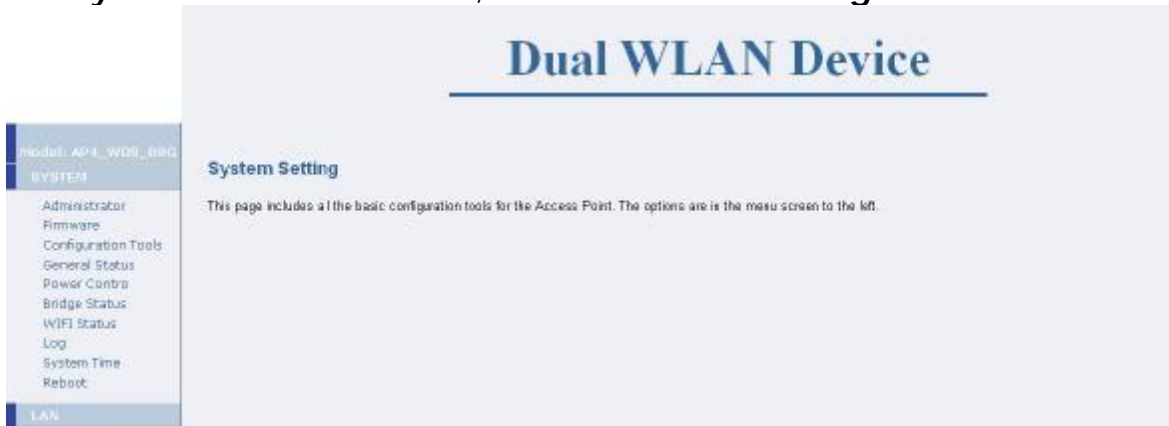 Dual WLAN Device
System Setting
This page includes all the basic configuration tools for the Access Point. The options are in the menu screen to the left.
SYSTEM
Administrator
Firmware
Configuration Tools
General Status
Power Contro
Bridge Status
WIFI Status
Log
System Time
Reboot
LAN